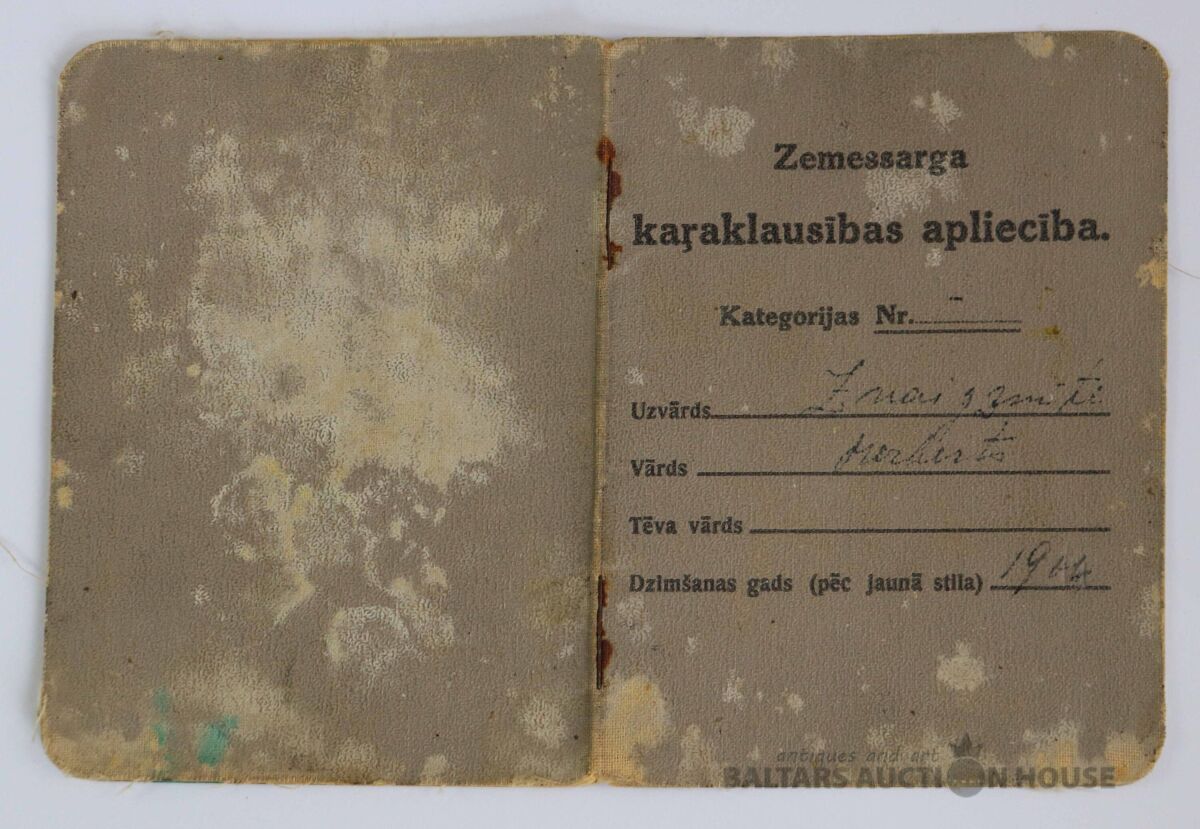 Zemessarga
kaŗaklausības apliecība.
Kategorijas Nr. -
Uzvārds
Vārds
Tēva vārds
Dzimšanas gads (pēc jaunā stila) 1904
antiques and art
BALTARS AUCTION HOUSE